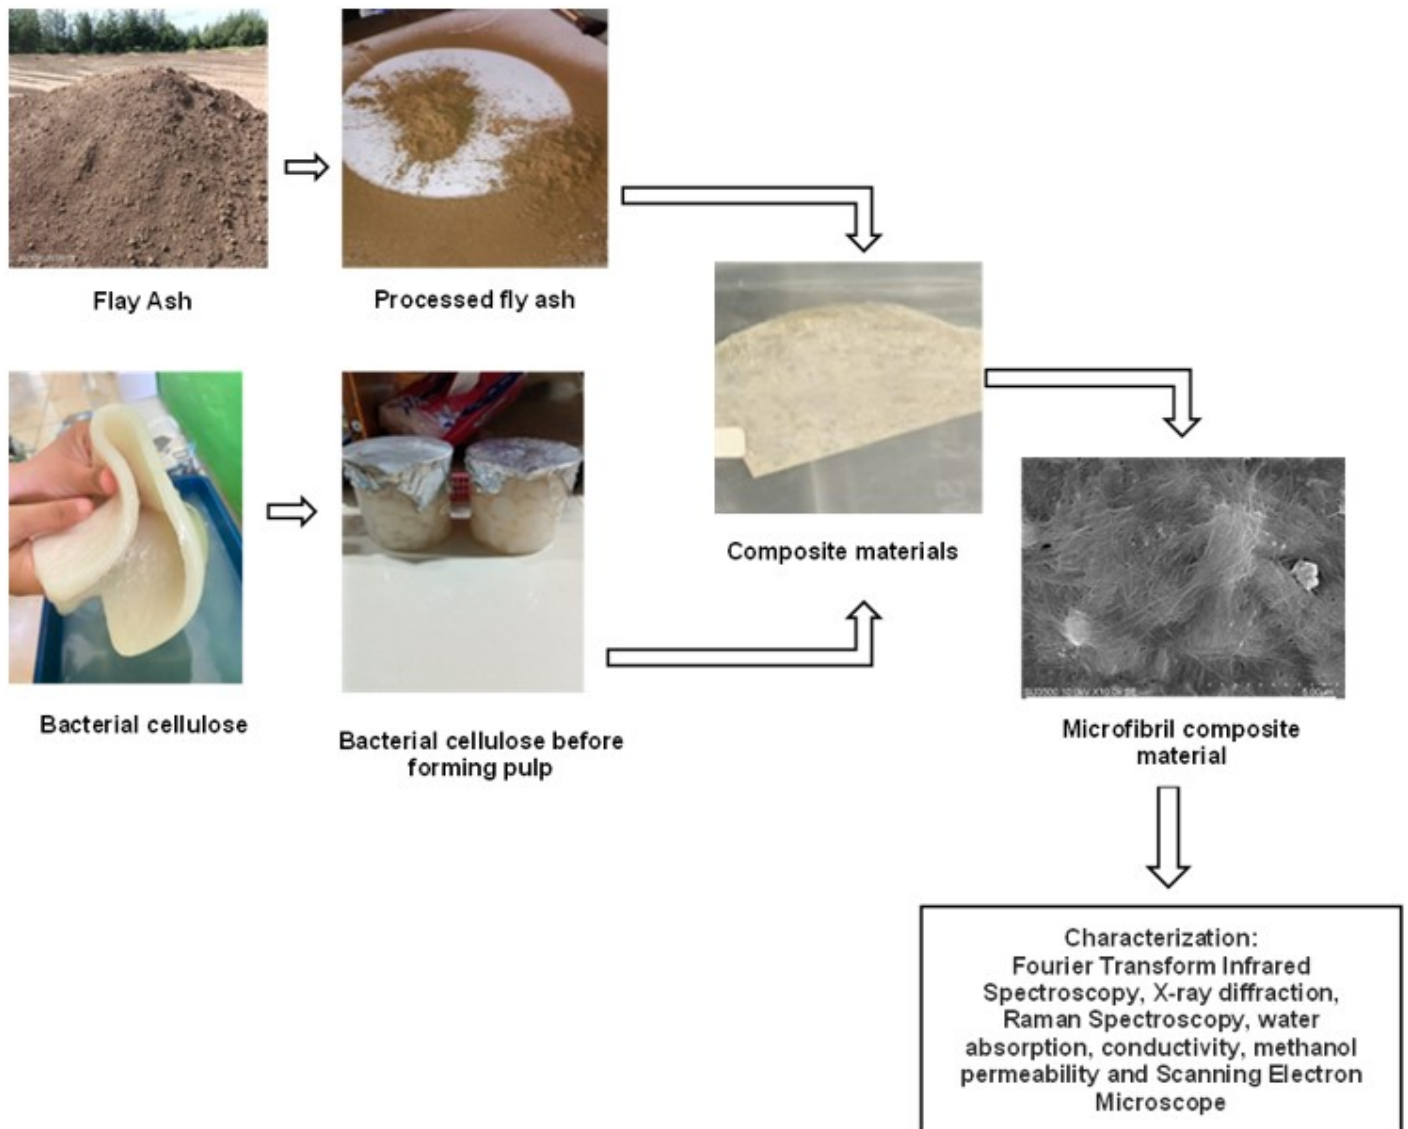 Flay Ash
Processed fly ash
Bacterial cellulose
Bacterial cellulose before
forming pulp
Composite materials
Microfibril composite
material
Characterization:
Fourier Transform Infrared
Spectroscopy, X-ray diffraction,
Raman Spectroscopy, water
absorption, conductivity, methanol
permeability and Scanning Electron
Microscope